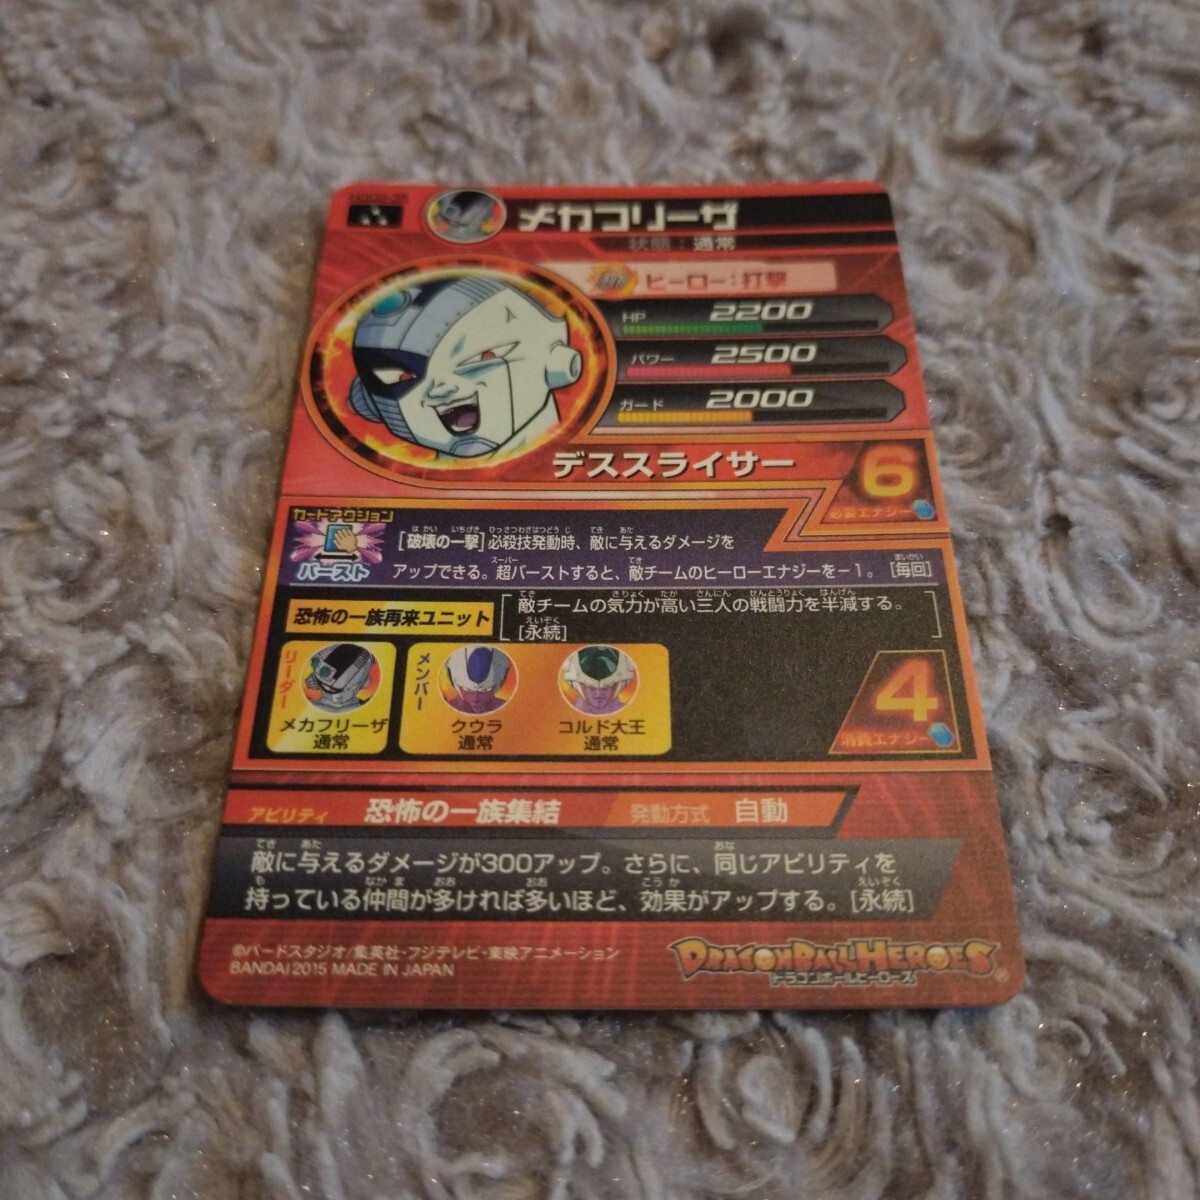 メカフリーザ
状態：通常
ヒーロー：打撃
HP 2200
パワー 2500
ガード 2000
デススライサー
6
必要エナジー
カードアクション
バースト
[破壊の一撃]必殺技発動時、敵に与えるダメージを
アップできる。超バーストすると、敵チームのヒーローエナジーを－1。[毎回]
恐怖の一族再来ユニット
敵チームの気力が高い三人の戦闘力を半減する。
[永続]
リーダー
メカフリーザ
通常
メンバー
クウラ
通常
コルド大王
通常
4
消費エナジー
アビリティ 恐怖の一族集結 発動方式 自動
敵に与えるダメージが300アップ。さらに、同じアビリティを
持っている仲間が多ければ多いほど、効果がアップする。[永続]
©バードスタジオ/集英社・フジテレビ・東映アニメーション
BANDAI 2015 MADE IN JAPAN
DRAGONBALL HEROES
ドラゴンボールヒーローズ